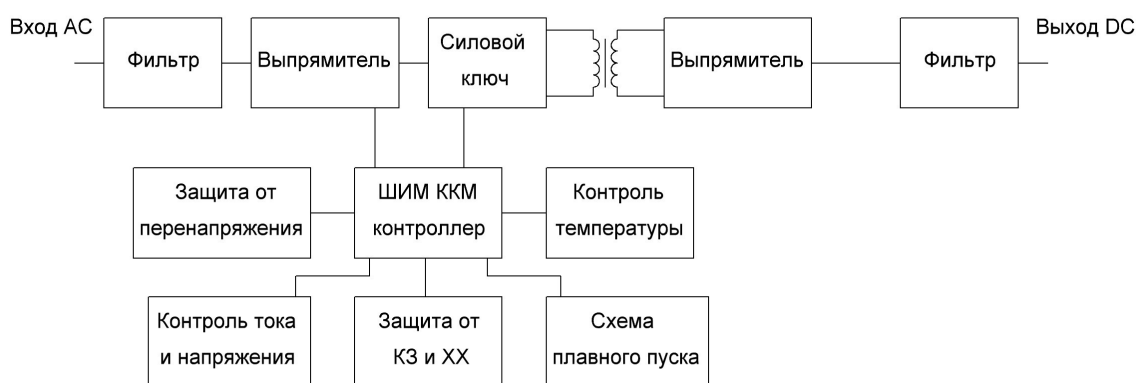 Вход AC
Фильтр
Выпрямитель
Силовой
ключ
Выпрямитель
Фильтр
Выход DC
Защита от
перенапряжения
ШИМ ККМ
контроллер
Контроль
температуры
Контроль тока
и напряжения
Защита от
КЗ и ХХ
Схема
плавного пуска